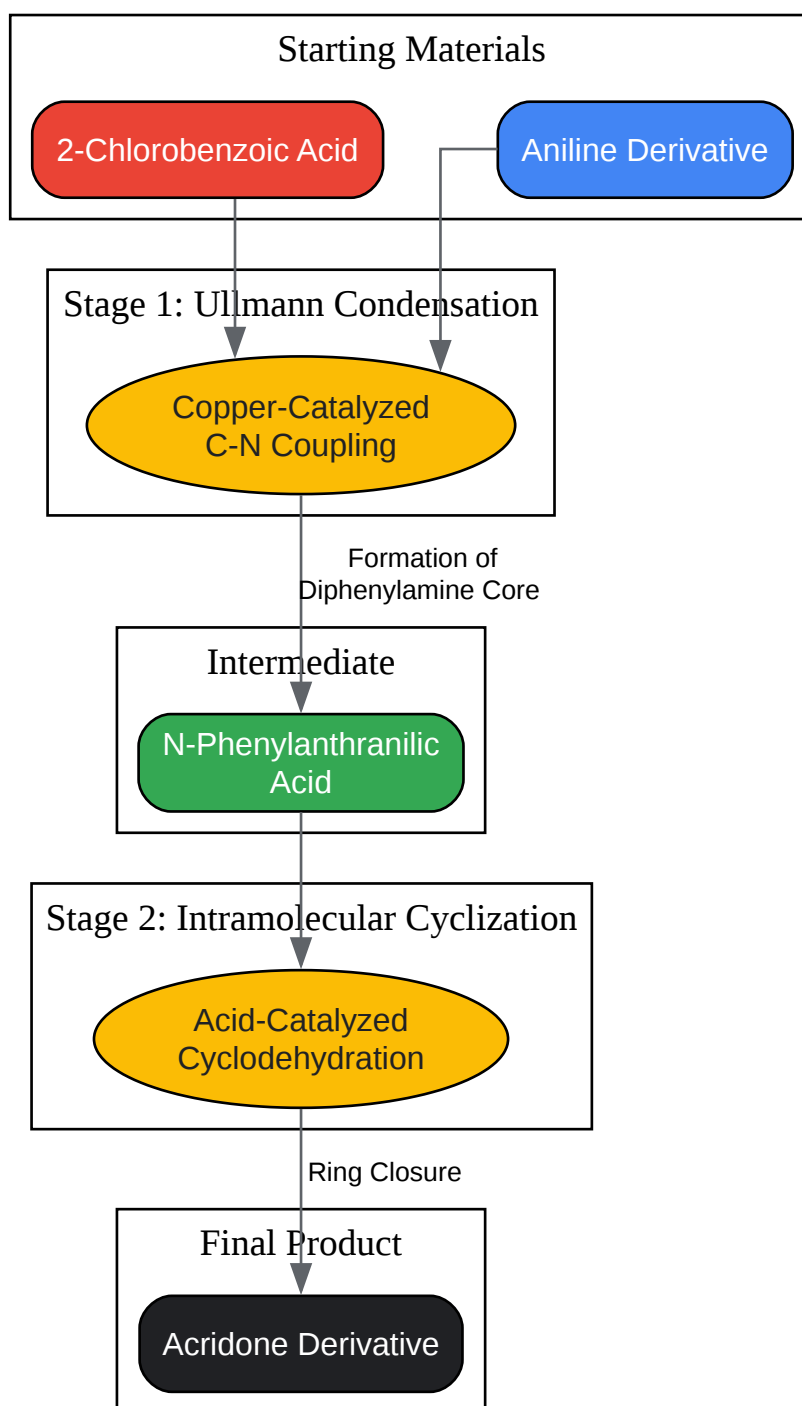 Starting Materials
2-Chlorobenzoic Acid
Aniline Derivative
Stage 1: Ullmann Condensation
Copper-Catalyzed
C-N Coupling
Formation of
Diphenylamine Core
Intermediate
N-Phenylanthranilic
Acid
Stage 2: Intramolecular Cyclization
Acid-Catalyzed
Cyclodehydration
Ring Closure
Final Product
Acridone Derivative